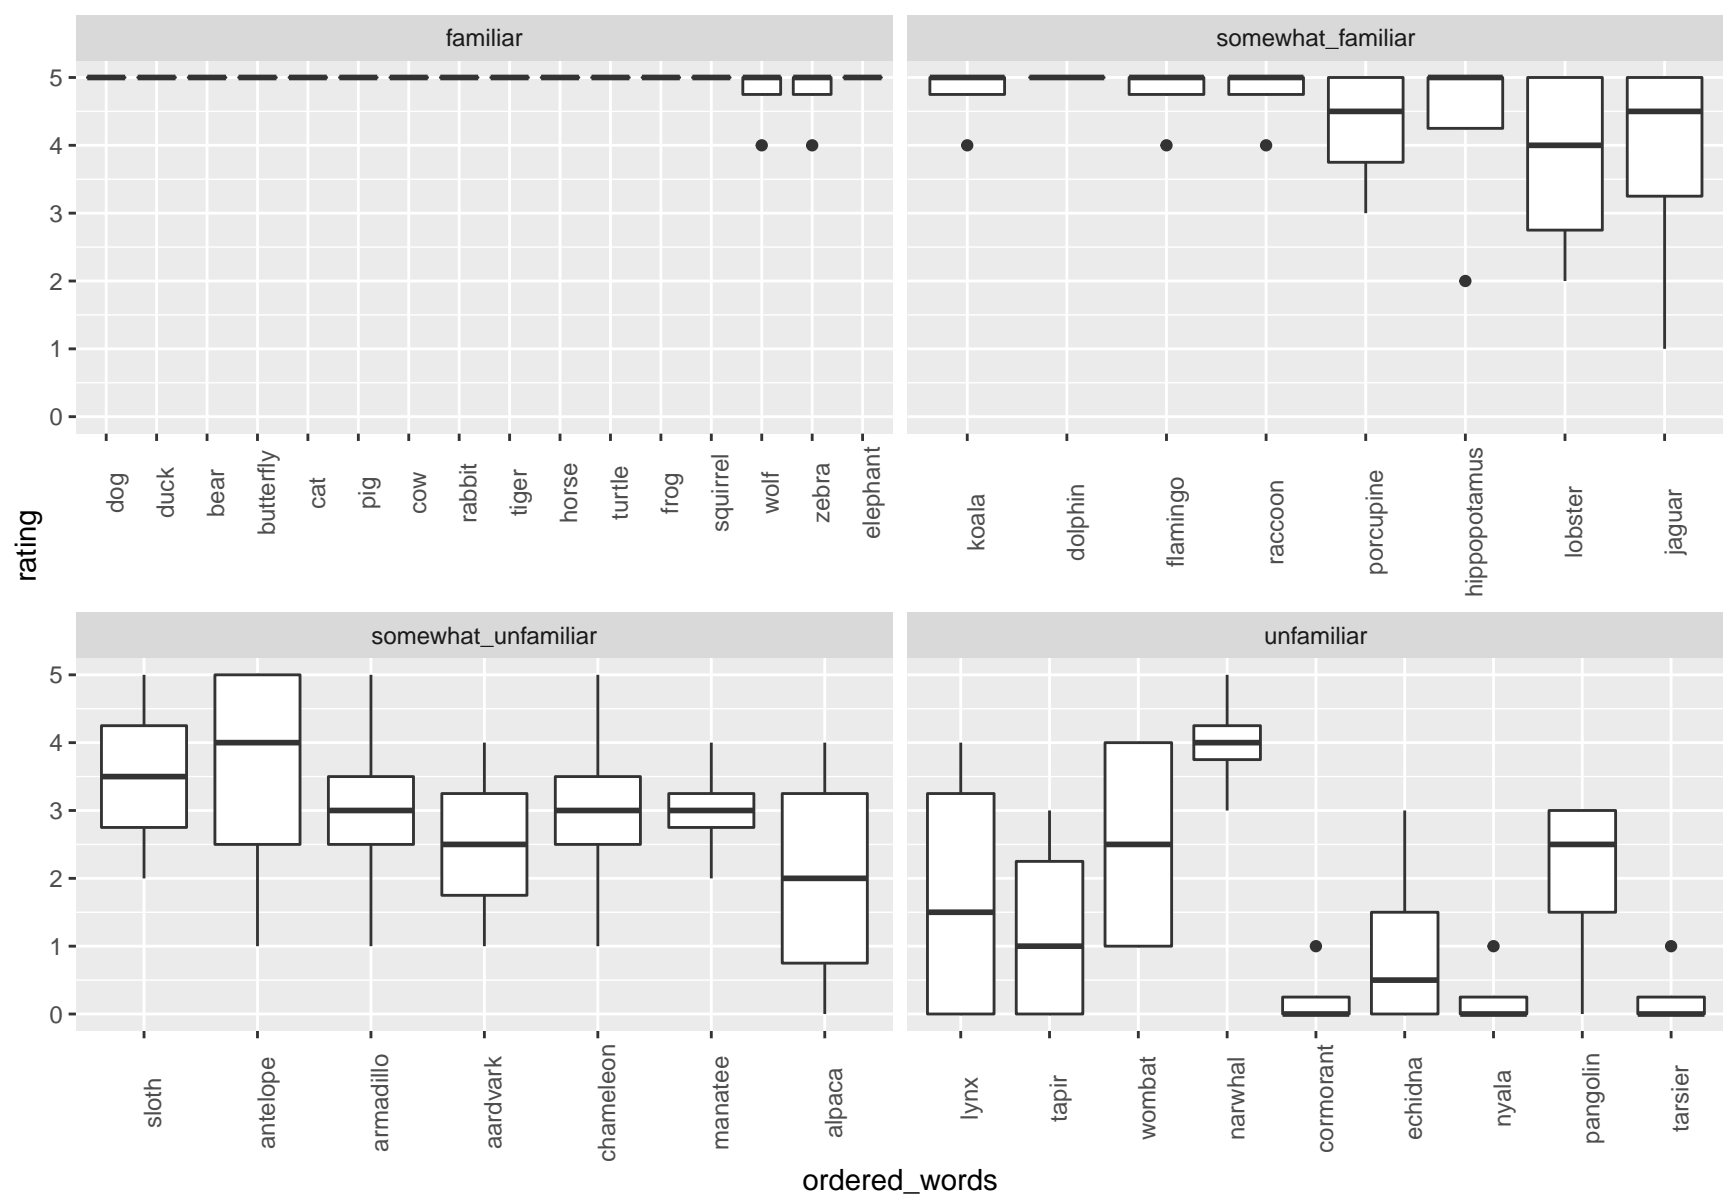 familiar
somewhat_familiar
5
4
3
2
1
0
dog
duck
bear
butterfly
cat
pig
cow
rabbit
tiger
horse
turtle
frog
squirrel
wolf
zebra
elephant
koala
dolphin
flamingo
raccoon
porcupine
hippopotamus
lobster
jaguar
rating
somewhat_unfamiliar
unfamiliar
5
4
3
2
1
0
sloth
antelope
armadillo
aardvark
chameleon
manatee
alpaca
lynx
tapir
wombat
narwhal
cormorant
echidna
nyala
pangolin
tarsier
ordered_words